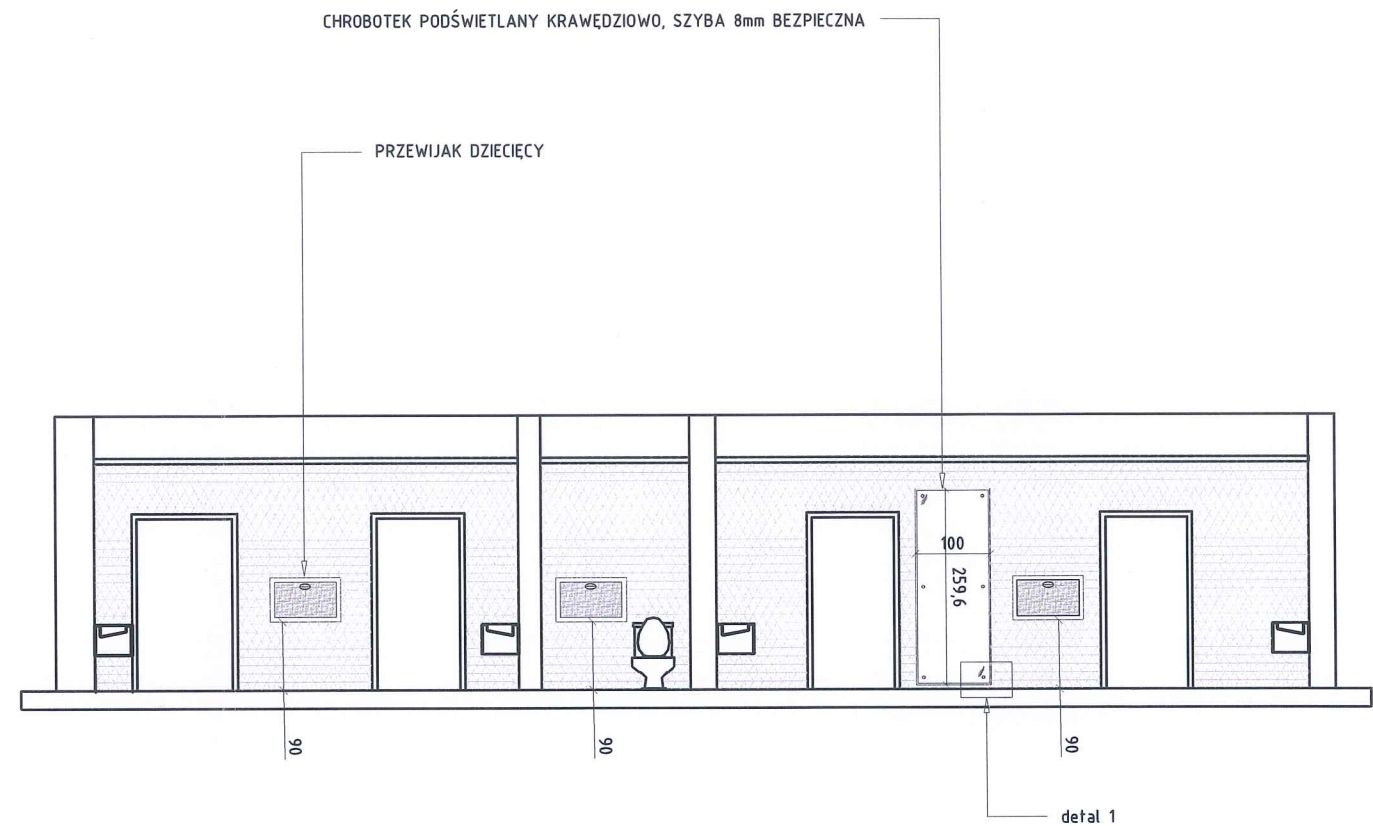 CHROBOTEK PODŚWIETLANY KRAWĘDZIOWO, SZYBA 8mm BEZPIECZNA
PRZEWIJAK DZIECIĘCY
100
259,6
90
90
90
detal 1